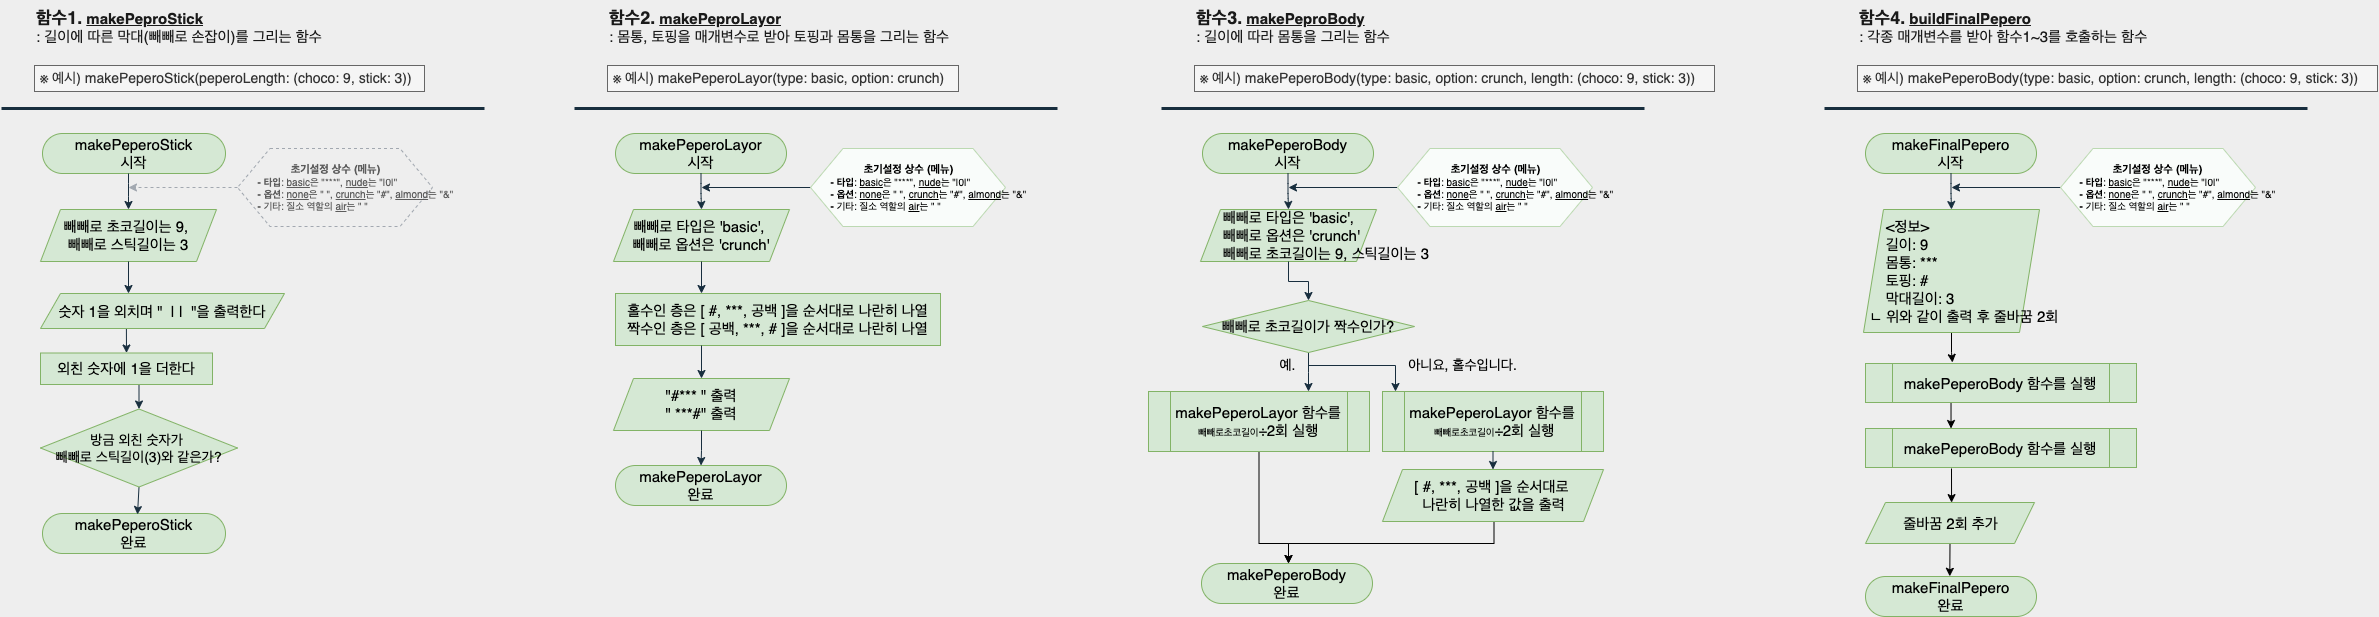 함수1. makePeproStick
: 길이에 따른 막대(빼빼로 손잡이)를 그리는 함수
※ 예시) makePeperoStick(peperoLength: (choco: 9, stick: 3))
makePeperoStick
시작
초기설정 상수 (메뉴)
- 타입: basic은 "***", nude는 "IOI"
- 옵션: none은 " ", crunch는 "#", almond는 "&"
- 기타: 질소 역할의 air는 " "
빼빼로 초코길이는 9,
빼빼로 스틱길이는 3
숫자 1을 외치며 " I I "을 출력한다
외친 숫자에 1을 더한다
방금 외친 숫자가
빼빼로 스틱길이(3)와 같은가?
makePeperoStick
완료
함수2. makePeproLayor
: 몸통, 토핑을 매개변수로 받아 토핑과 몸통을 그리는 함수
※ 예시) makePeperoLayor(type: basic, option: crunch)
makePeperoLayor
시작
초기설정 상수 (메뉴)
- 타입: basic은 "***", nude는 "IOI"
- 옵션: none은 " ", crunch는 "#", almond는 "&"
- 기타: 질소 역할의 air는 " "
빼빼로 타입은 'basic',
빼빼로 옵션은 'crunch'
홀수인 층은 [ #, ***, 공백 ]을 순서대로 나란히 나열
짝수인 층은 [ 공백, ***, # ]을 순서대로 나란히 나열
"#*** " 출력
" ***#" 출력
makePeperoLayor
완료
함수3. makePeproBody
: 길이에 따라 몸통을 그리는 함수
※ 예시) makePeperoBody(type: basic, option: crunch, length: (choco: 9, stick: 3))
makePeperoBody
시작
초기설정 상수 (메뉴)
- 타입: basic은 "***", nude는 "IOI"
- 옵션: none은 " ", crunch는 "#", almond는 "&"
- 기타: 질소 역할의 air는 " "
빼빼로 타입은 'basic',
빼빼로 옵션은 'crunch'
빼빼로 초코길이는 9, 스틱길이는 3
빼빼로 초코길이가 짝수인가?
예.
아니요, 홀수입니다.
makePeperoLayor 함수를
빼빼로초코길이÷2회 실행
makePeperoLayor 함수를
빼빼로초코길이÷2회 실행
[ #, ***, 공백 ]을 순서대로
나란히 나열한 값을 출력
makePeperoBody
완료
함수4. buildFinalPepero
: 각종 매개변수를 받아 함수1~3를 호출하는 함수
※ 예시) makePeperoBody(type: basic, option: crunch, length: (choco: 9, stick: 3))
makeFinalPepero
시작
초기설정 상수 (메뉴)
- 타입: basic은 "***", nude는 "IOI"
- 옵션: none은 " ", crunch는 "#", almond는 "&"
- 기타: 질소 역할의 air는 " "
<정보>
길이: 9
몸통: ***
토핑: #
막대길이: 3
ㄴ 위와 같이 출력 후 줄바꿈 2회
makePeperoBody 함수를 실행
makePeperoBody 함수를 실행
줄바꿈 2회 추가
makeFinalPepero
완료